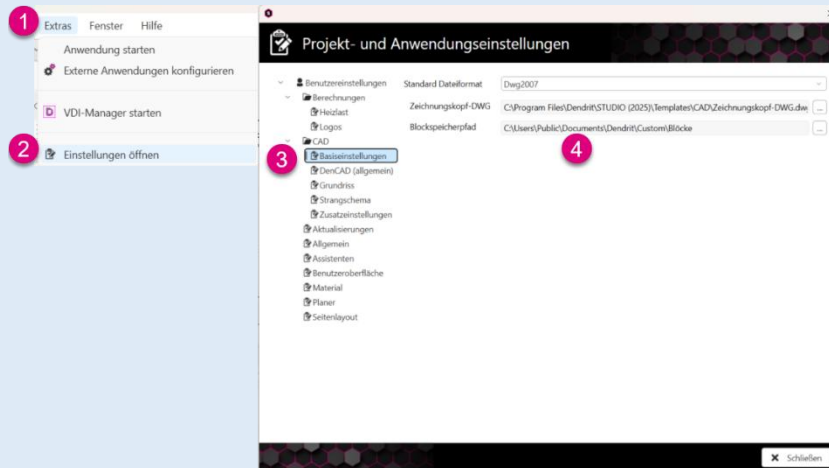 1
Extras Fenster Hilfe
Anwendung starten
Externe Anwendungen konfigurieren
D VDI-Manager starten
2
Einstellungen öffnen
Projekt- und Anwendungseinstellungen
Benutzereinstellungen
Berechnungen
Heizlast
Logos
CAD
3
Basiseinstellungen
DenCAD (allgemein)
Grundriss
Strangschema
Zusatzeinstellungen
Aktualisierungen
Allgemein
Assistenten
Benutzeroberfläche
Material
Planer
Seitenlayout
Standard Dateiformat Dwg2007
Zeichnungskopf-DWG C:\Program Files\Dendrit\STUDIO (2025)\Templates\CAD\Zeichnungskopf-DWG.dw ...
Blockspeicherpfad C:\Users\Public\Documents\Dendrit\Custom\Blöcke ...
4
Schließen